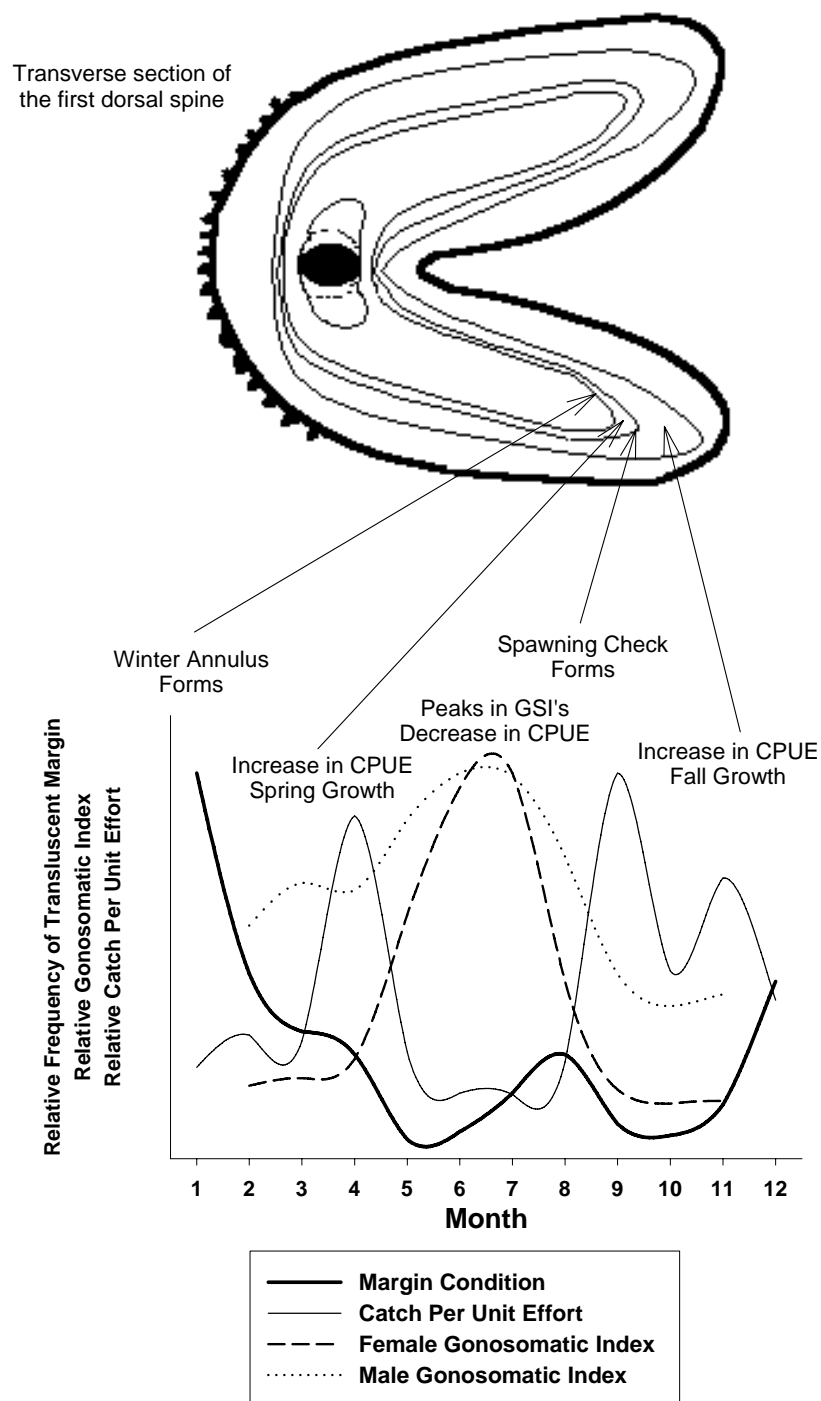 Transverse section of
the first dorsal spine
Winter Annulus
Forms
Spawning Check
Forms
Peaks in GSI's
Decrease in CPUE
Increase in CPUE
Spring Growth
Increase in CPUE
Fall Growth
Relative Frequency of Transluscent Margin
Relative Gonosomatic Index
Relative Catch Per Unit Effort
1 2 3 4 5 6 7 8 9 10 11 12
Month
Margin Condition
Catch Per Unit Effort
Female Gonosomatic Index
Male Gonosomatic Index